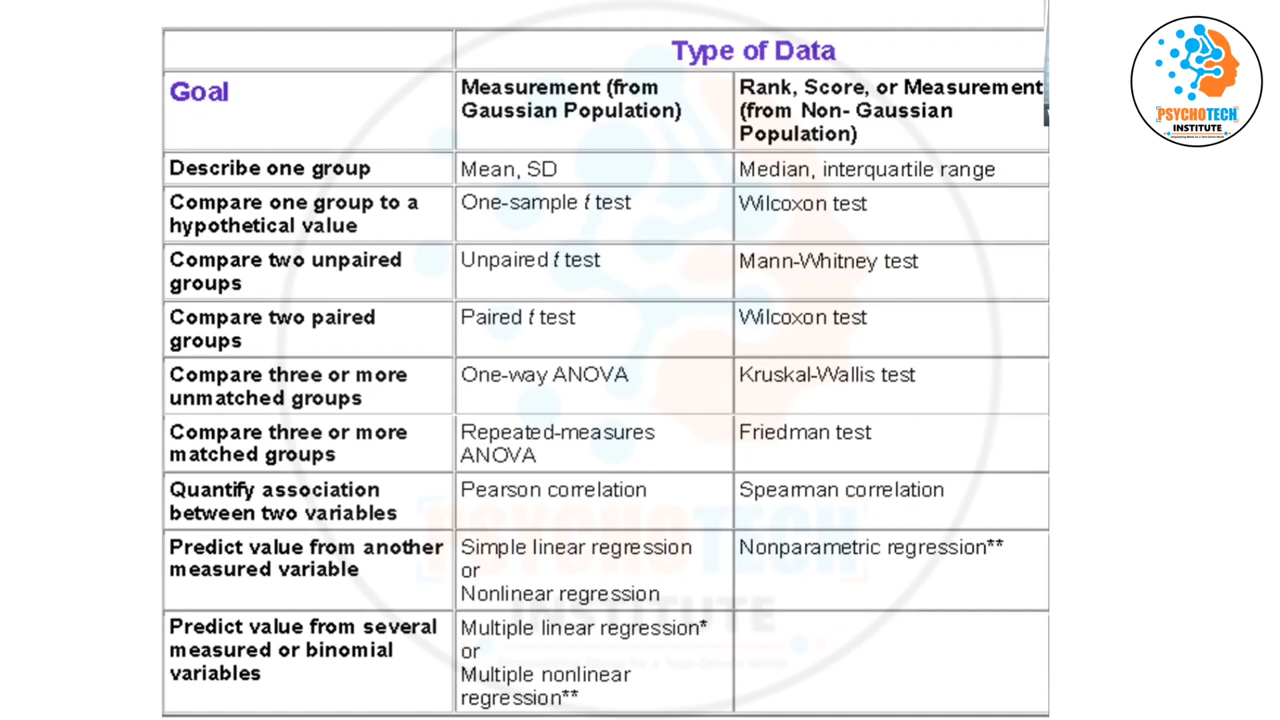 Type of Data
Goal
Measurement (from
Gaussian Population)
Rank, Score, or Measurement
(from Non- Gaussian
Population)
Describe one group
Mean, SD
Median, interquartile range
Compare one group to a
hypothetical value
One-sample t test
Wilcoxon test
Compare two unpaired
groups
Unpaired t test
Mann-Whitney test
Compare two paired
groups
Paired t test
Wilcoxon test
Compare three or more
unmatched groups
One-way ANOVA
Kruskal-Wallis test
Compare three or more
matched groups
Repeated-measures
ANOVA
Friedman test
Quantify association
between two variables
Pearson correlation
Spearman correlation
Predict value from another
measured variable
Simple linear regression
or
Nonlinear regression
Nonparametric regression**
Predict value from several
measured or binomial
variables
Multiple linear regression*
or
Multiple nonlinear
regression**
PSYCHOTECH
INSTITUTE
PSYCHOTECH
INSTITUTE